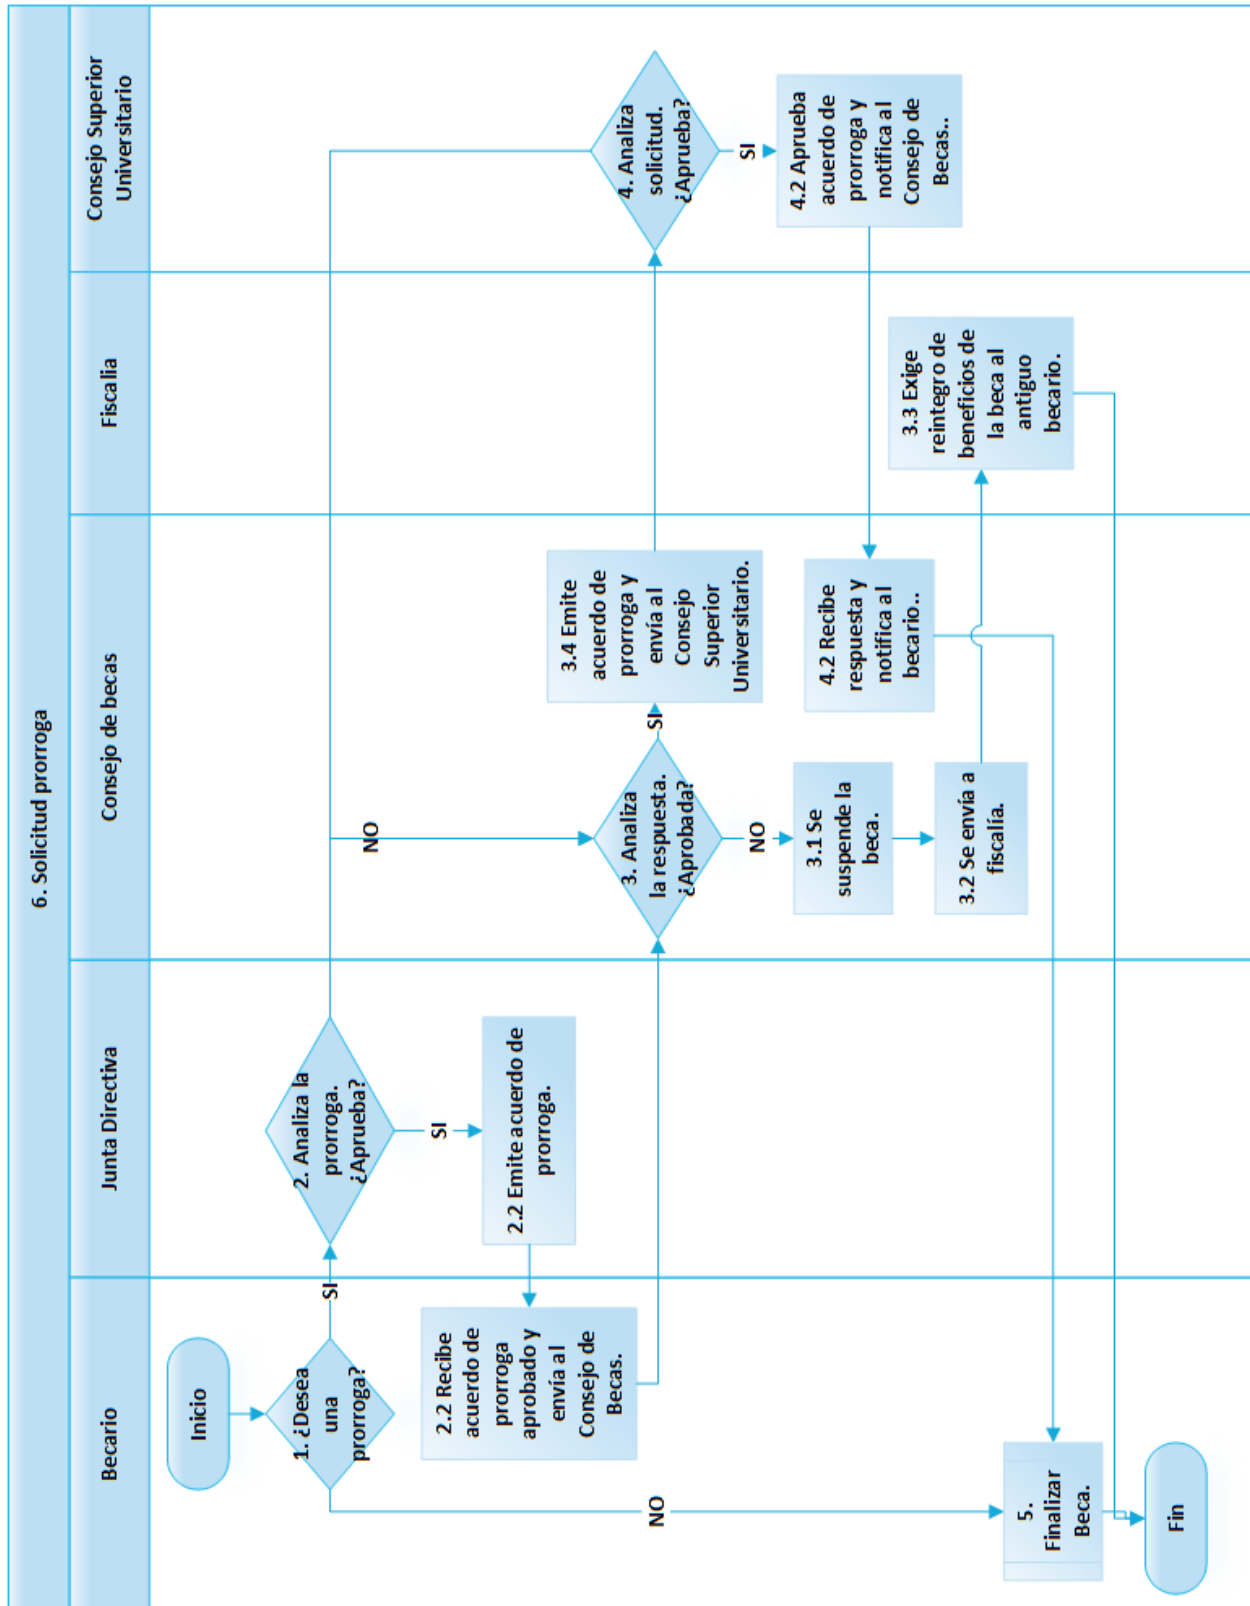 6. Solicitud prorroga
Becario
Junta Directiva
Consejo de becas
Fiscalia
Consejo Superior
Universitario
Inicio
1. ¿Desea
una
prorroga?
SI
NO
2. Analiza la
prorroga.
¿Aprueba?
SI
NO
2.2 Emite acuerdo de
prorroga.
2.2 Recibe
acuerdo de
prorroga
aprobado y
envía al
Consejo de
Becas.
3. Analiza
la respuesta.
¿Aprobada?
SI
NO
3.4 Emite
acuerdo de
prorroga y
envía al
Consejo
Superior
Universitario.
3.1 Se
suspende la
beca.
3.2 Se envía a
fiscalía.
3.3 Exige
reintegro de
beneficios de
la beca al
antiguo
becario.
4. Analiza
solicitud.
¿Aprueba?
SI
4.2 Aprueba
acuerdo de
prorroga y
notifica al
Consejo de
Becas..
4.2 Recibe
respuesta y
notifica al
becario..
5.
Finalizar
Beca.
Fin